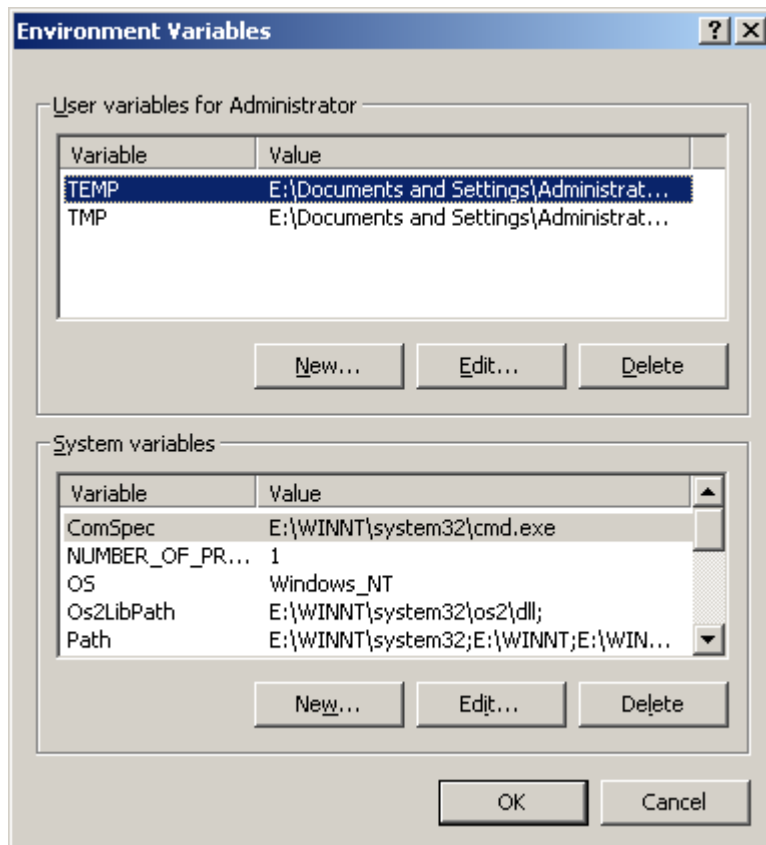 Environment Variables
User variables for Administrator
Variable Value
TEMP E:\Documents and Settings\Administrat...
TMP E:\Documents and Settings\Administrat...
New... Edit... Delete
System variables
Variable Value
ComSpec E:\WINNT\system32\cmd.exe
NUMBER_OF_PR... 1
OS Windows_NT
Os2LibPath E:\WINNT\system32\os2\dll;
Path E:\WINNT\system32;E:\WINNT;E:\WIN...
New... Edit... Delete
OK Cancel